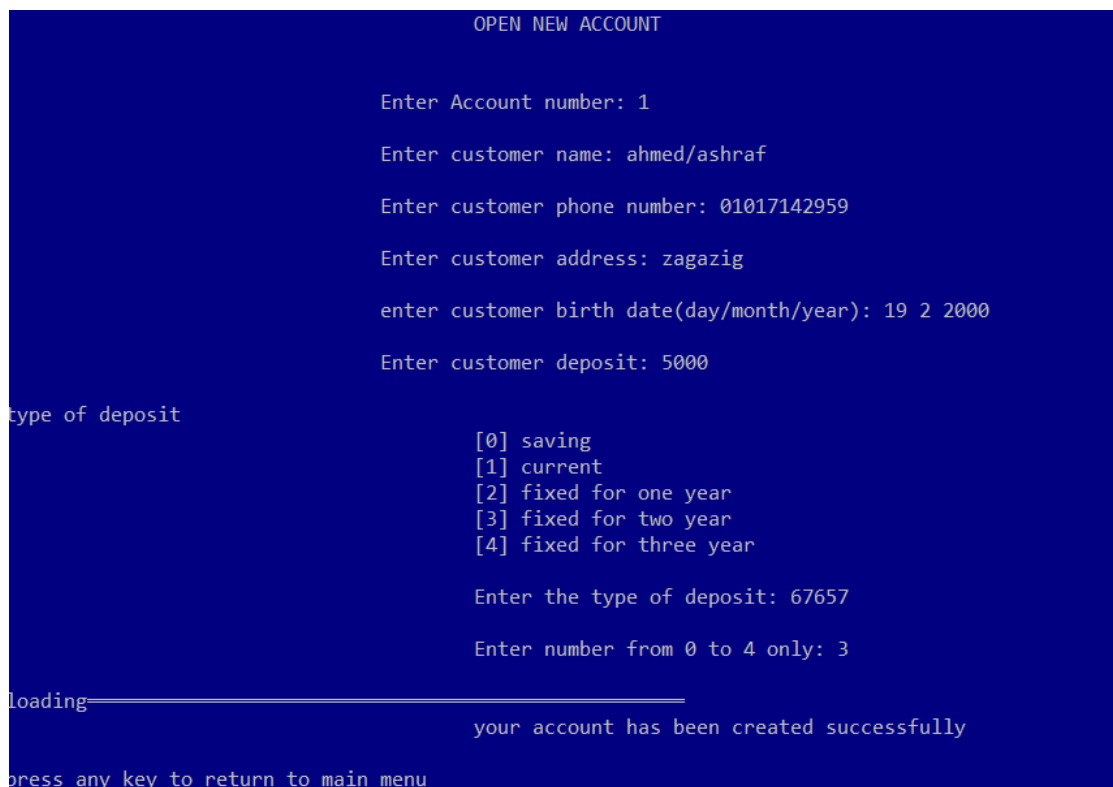 OPEN NEW ACCOUNT
Enter Account number: 1
Enter customer name: ahmed/ashraf
Enter customer phone number: 01017142959
Enter customer address: zagazig
enter customer birth date(day/month/year): 19 2 2000
Enter customer deposit: 5000
type of deposit
[0] saving
[1] current
[2] fixed for one year
[3] fixed for two year
[4] fixed for three year
Enter the type of deposit: 67657
Enter number from 0 to 4 only: 3
loading
your account has been created successfully
press any key to return to main menu